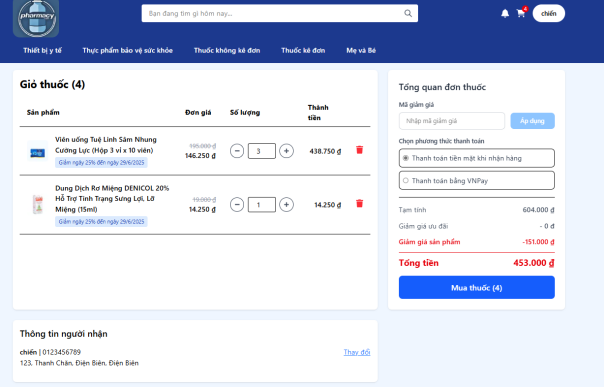 pharmacy
Bạn đang tìm gì hôm nay...
4
chiến
Thiết bị y tế
Thực phẩm bảo vệ sức khỏe
Thuốc không kê đơn
Thuốc kê đơn
Mẹ và Bé
Giỏ thuốc (4)
Sản phẩm
Đơn giá
Số lượng
Thành
tiền
Viên uống Tuệ Linh Sâm Nhung
Cường Lực (Hộp 3 vỉ x 10 viên)
Giảm ngày 25% đến ngày 29/6/2025
195.000 ₫
146.250 ₫
3
438.750 ₫
Dung Dịch Rơ Miệng DENICOL 20%
Hỗ Trợ Tình Trạng Sưng Lợi, Lở
Miệng (15ml)
Giảm ngày 25% đến ngày 29/6/2025
19.000 ₫
14.250 ₫
1
14.250 ₫
Tổng quan đơn thuốc
Mã giảm giá
Nhập mã giảm giá
Áp dụng
Chọn phương thức thanh toán
Thanh toán tiền mặt khi nhận hàng
Thanh toán bằng VNPay
Tạm tính
604.000 ₫
Giảm giá ưu đãi
- 0 đ
Giảm giá sản phẩm
-151.000 ₫
Tổng tiền
453.000 ₫
Mua thuốc (4)
Thông tin người nhận
chiến | 0123456789
Thay đổi
123, Thanh Chăn, Điện Biên, Điện Biên